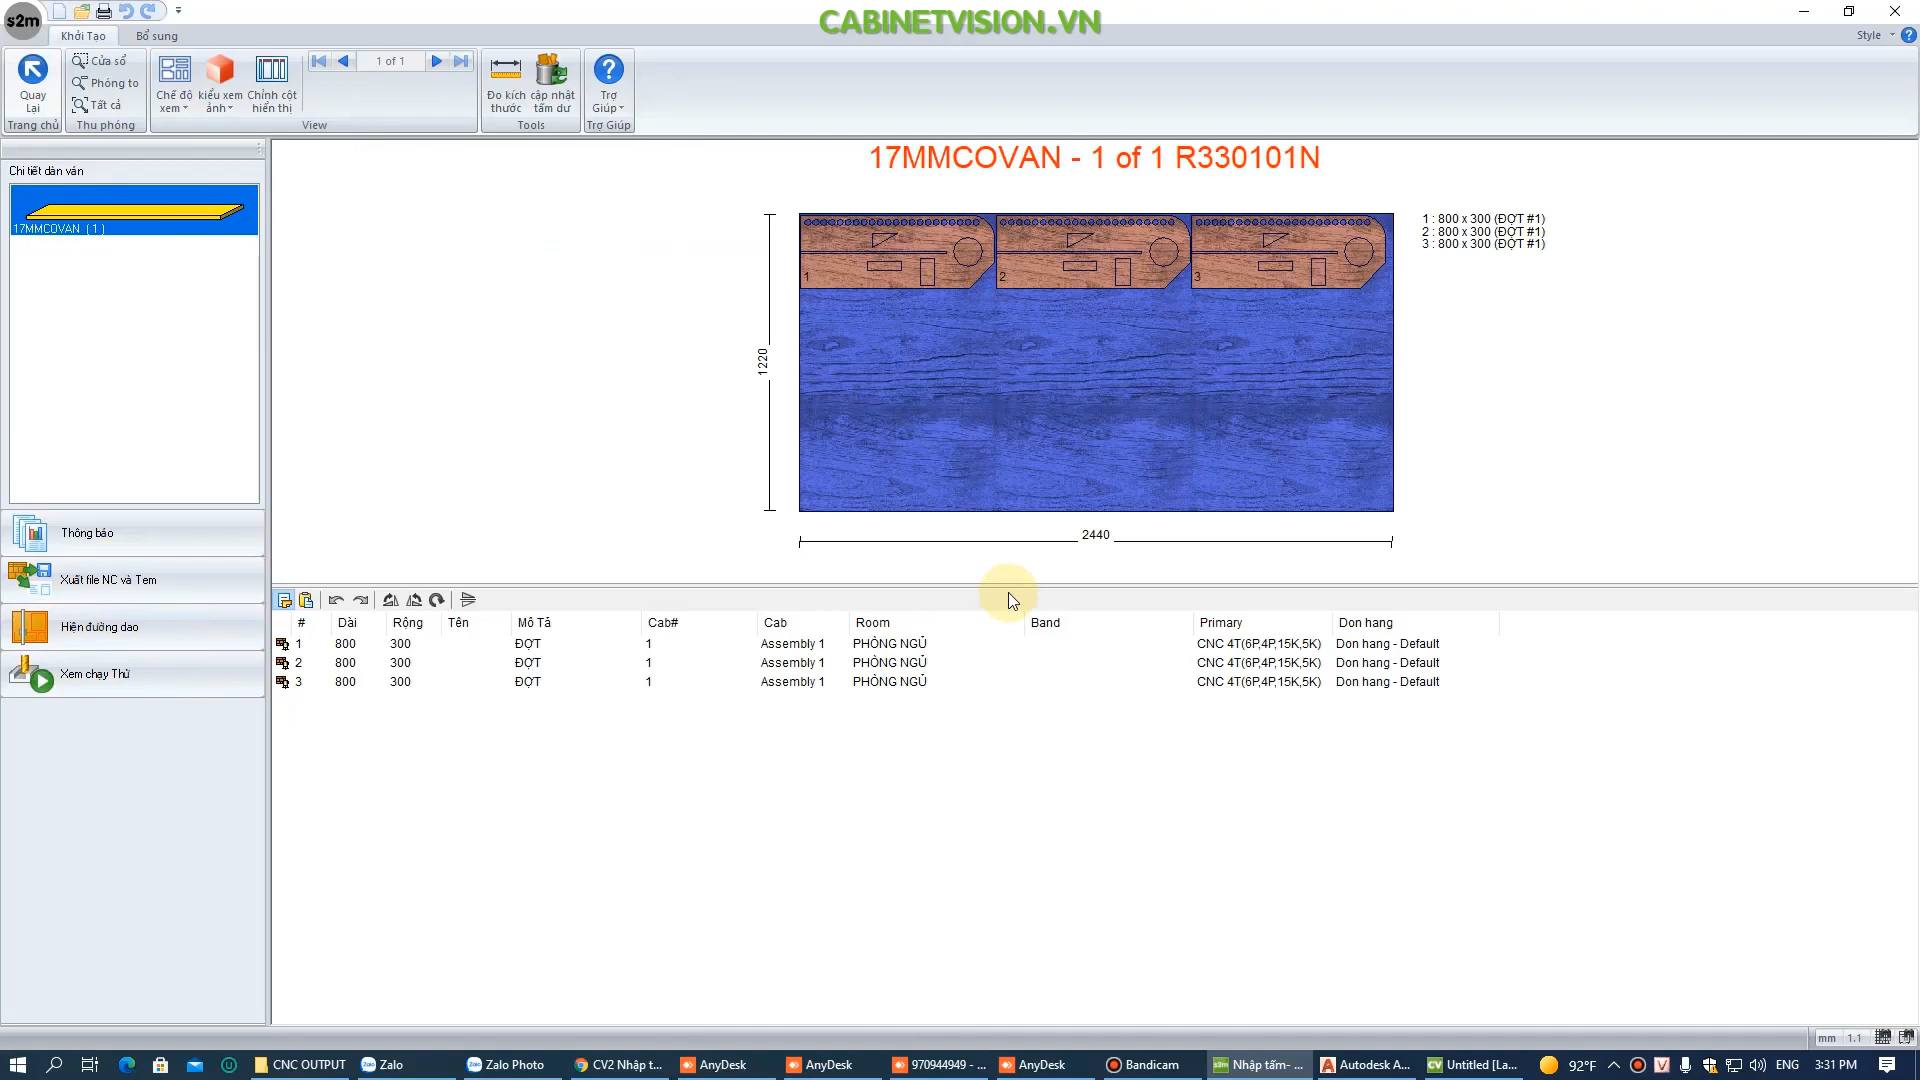 s2m
CABINETVISION.VN
Khởi Tạo
Bổ sung
Style
Quay
Lại
Trang chủ
Cửa sổ
Phóng to
Tất cả
Thu phóng
Chế độ
xem
kiểu xem
ảnh
Chỉnh cột
hiển thị
View
1 of 1
Đo kích
thước
cập nhật
tấm dư
Tools
Trợ
Giúp
Trợ Giúp
Chi tiết dàn ván
17MMCOVAN ( 1 )
Thông báo
Xuất file NC và Tem
Hiện đường dao
Xem chạy Thử
17MMCOVAN - 1 of 1 R330101N
1 : 800 x 300 (ĐỢT #1)
2 : 800 x 300 (ĐỢT #1)
3 : 800 x 300 (ĐỢT #1)
1
2
3
1220
2440
# Dài Rộng Tên Mô Tả Cab# Cab Room Band Primary Don hang
1 800 300 ĐỢT 1 Assembly 1 PHÒNG NGỦ CNC 4T(6P,4P,15K,5K) Don hang - Default
2 800 300 ĐỢT 1 Assembly 1 PHÒNG NGỦ CNC 4T(6P,4P,15K,5K) Don hang - Default
3 800 300 ĐỢT 1 Assembly 1 PHÒNG NGỦ CNC 4T(6P,4P,15K,5K) Don hang - Default
mm 1.1
CNC OUTPUT
Zalo
Zalo Photo
CV2 Nhập t...
AnyDesk
AnyDesk
970944949 - ...
AnyDesk
Bandicam
Nhập tấm- ...
Autodesk A...
Untitled [La...
92°F
ENG
3:31 PM